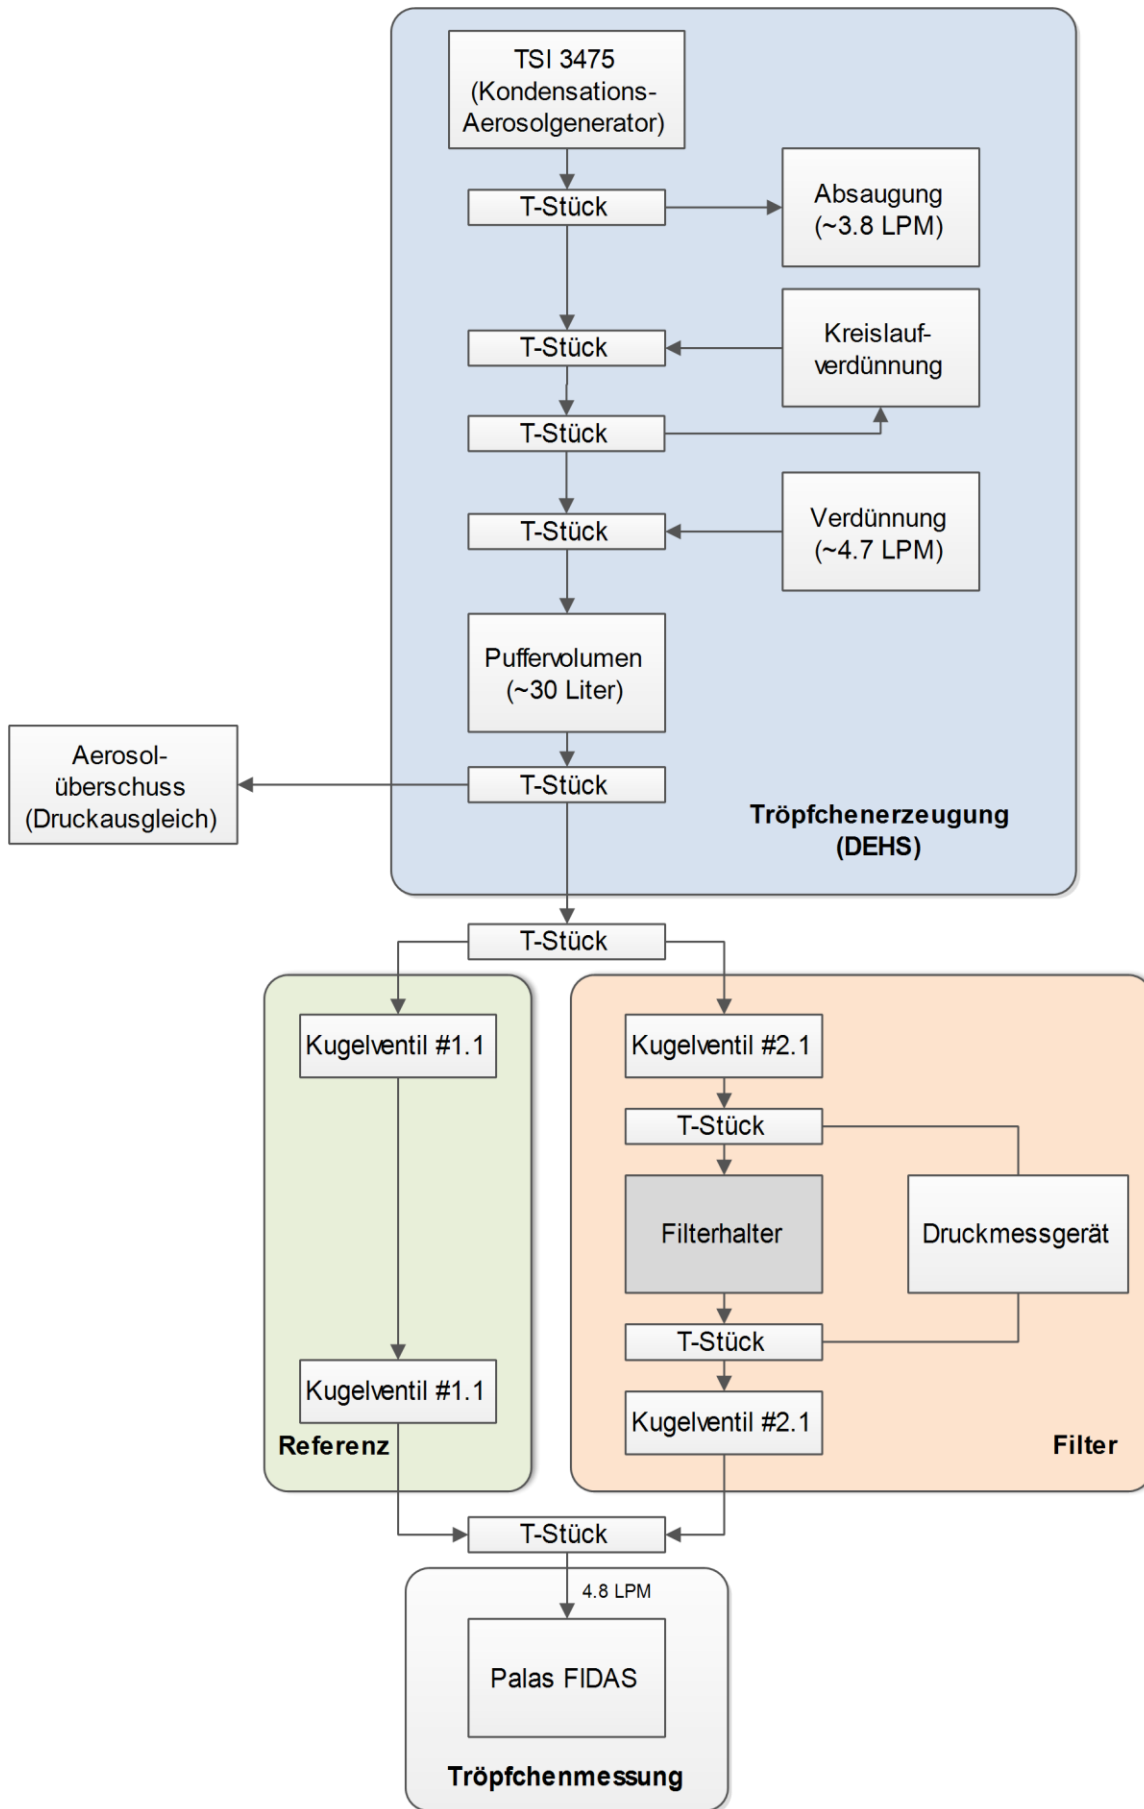 TSI 3475
(Kondensations-
Aerosolgenerator)
T-Stück
Absaugung
(~3.8 LPM)
T-Stück
Kreislauf-
verdünnung
T-Stück
T-Stück
Verdünnung
(~4.7 LPM)
Puffervolumen
(~30 Liter)
Aerosol-
überschuss
(Druckausgleich)
T-Stück
Tröpfchenerzeugung
(DEHS)
T-Stück
Kugelventil #1.1
Kugelventil #2.1
T-Stück
Filterhalter
Druckmessgerät
T-Stück
Kugelventil #1.1
Kugelventil #2.1
Referenz
Filter
T-Stück
4.8 LPM
Palas FIDAS
Tröpfchenmessung